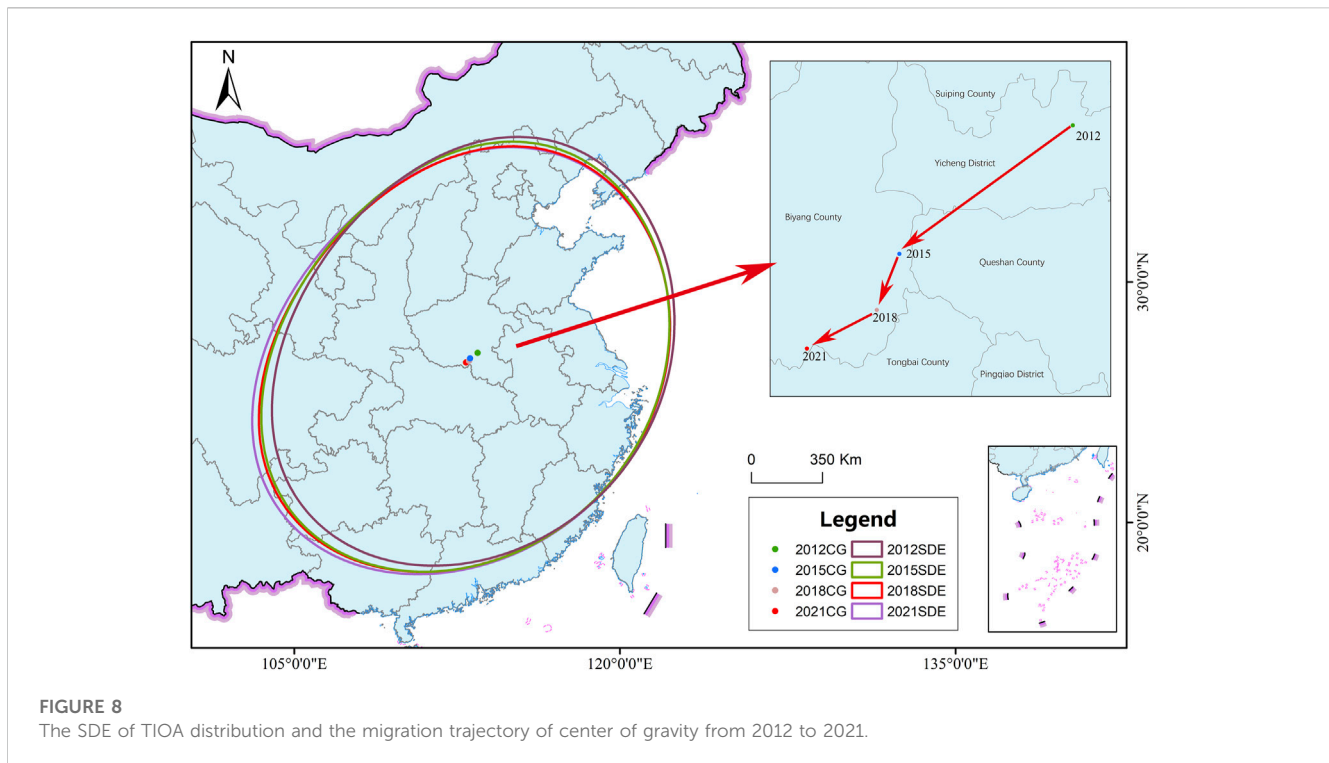 N
Suiping County
2012
Yicheng District
Biyang County
2015
Queshan County
2018
2021
Tongbai County
Pingqiao District
30°0'0"N
20°0'0"N
0 350 Km
Legend
2012CG 2012SDE
2015CG 2015SDE
2018CG 2018SDE
2021CG 2021SDE
105°0'0"E 120°0'0"E 135°0'0"E
FIGURE 8
The SDE of TIOA distribution and the migration trajectory of center of gravity from 2012 to 2021.